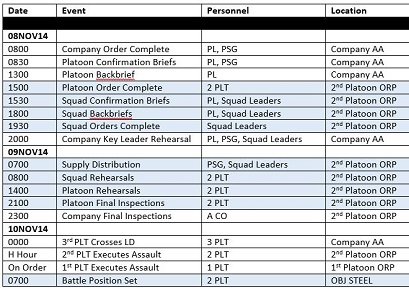 Date Event Personnel Location
08NOV14
0800 Company Order Complete PL, PSG Company AA
0830 Platoon Confirmation Briefs PL, PSG Company AA
1300 Platoon Backbrief PL Company AA
1500 Platoon Order Complete 2 PLT 2nd Platoon ORP
1530 Squad Confirmation Briefs PL, Squad Leaders 2nd Platoon ORP
1800 Squad Backbriefs PL, Squad Leaders 2nd Platoon ORP
1930 Squad Orders Complete Squad Leaders 2nd Platoon ORP
2000 Company Key Leader Rehearsal PL, PSG, Squad Leaders Company AA
09NOV14
0700 Supply Distribution PSG, Squad Leaders 2nd Platoon ORP
0800 Squad Rehearsals 2 PLT 2nd Platoon ORP
1400 Platoon Rehearsals 2 PLT 2nd Platoon ORP
2100 Platoon Final Inspections 2 PLT 2nd Platoon ORP
2300 Company Final Inspections A CO 2nd Platoon ORP
10NOV14
0000 3rd PLT Crosses LD 3 PLT Company AA
H Hour 2nd PLT Executes Assault 2 PLT 2nd Platoon ORP
On Order 1st PLT Executes Assault 1 PLT 1st Platoon ORP
0700 Battle Position Set 2 PLT OBJ STEEL